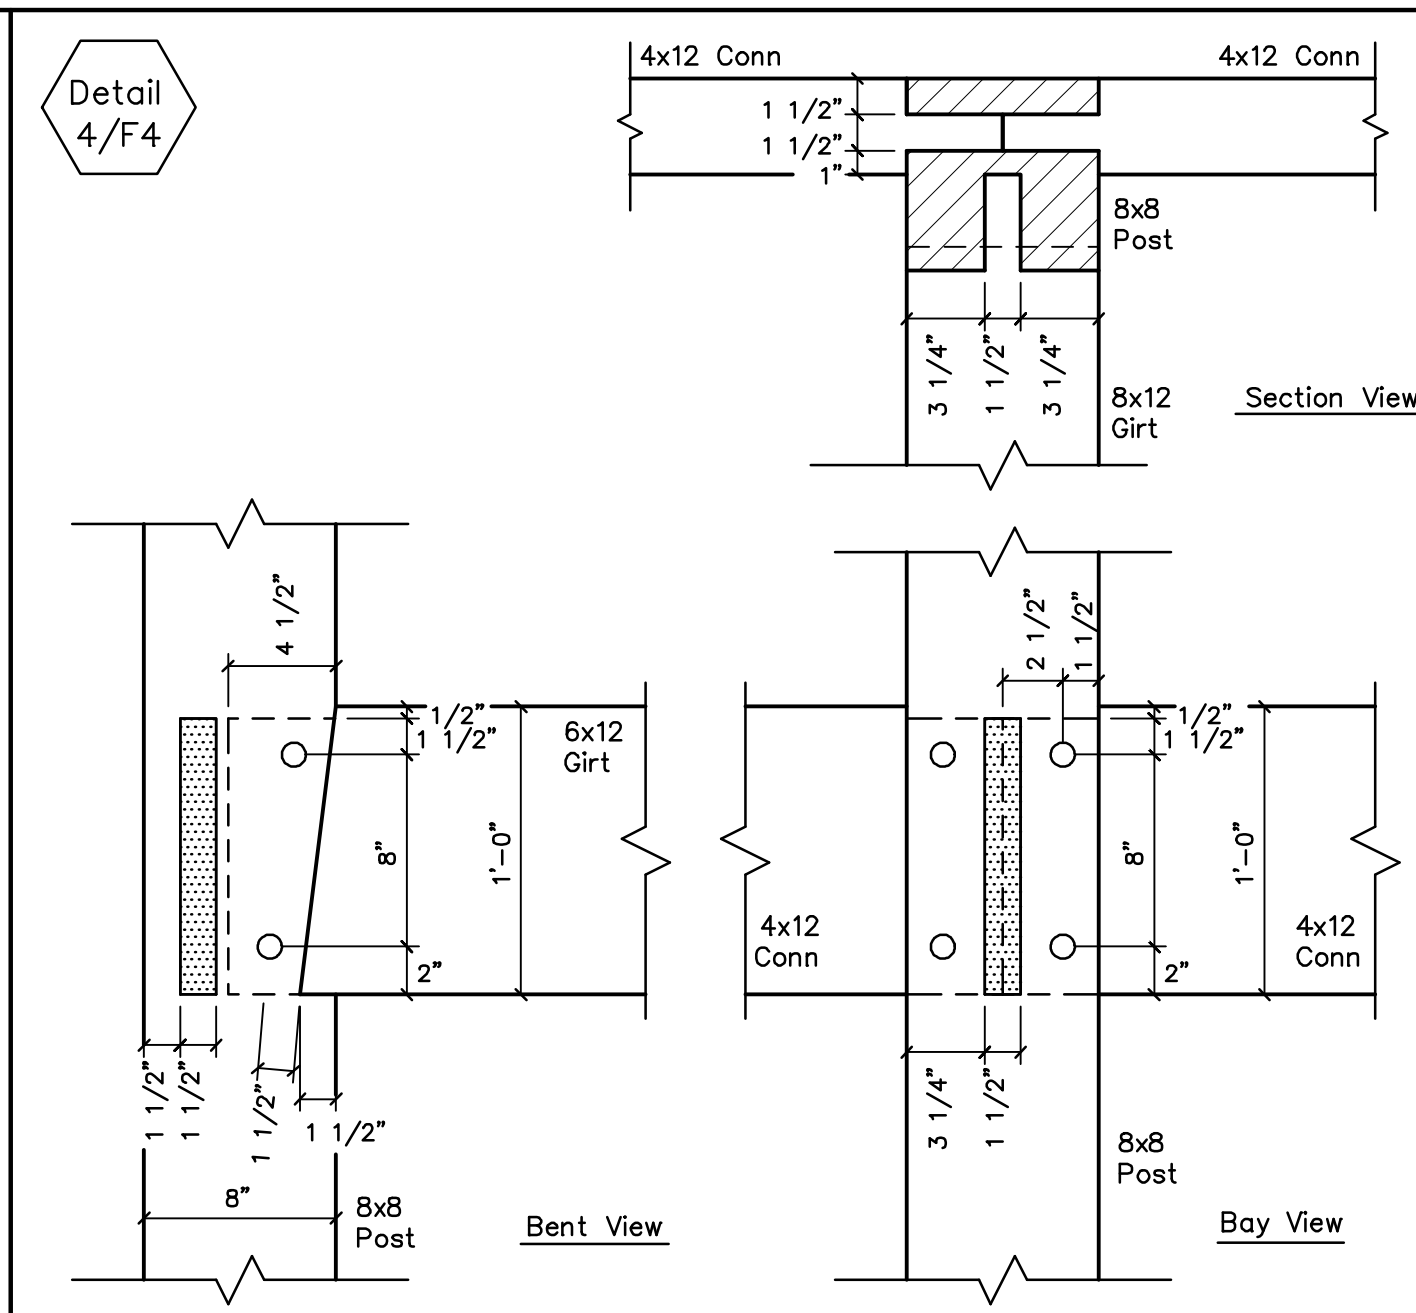 Detail
4/F4
4x12 Conn
4x12 Conn
1 1/2”
1 1/2”
1”
8x8
Post
3 1/4”
1 1/2”
3 1/4”
8x12
Girt
Section View
4 1/2”
1/2”
1 1/2”
6x12
Girt
8”
1'-0”
2”
1 1/2”
1 1/2”
1 1/2”
1 1/2”
8”
8x8
Post
Bent View
2 1/2”
1 1/2”
1/2”
1 1/2”
8”
1'-0”
4x12
Conn
4x12
Conn
2”
3 1/4”
1 1/2”
8x8
Post
Bay View